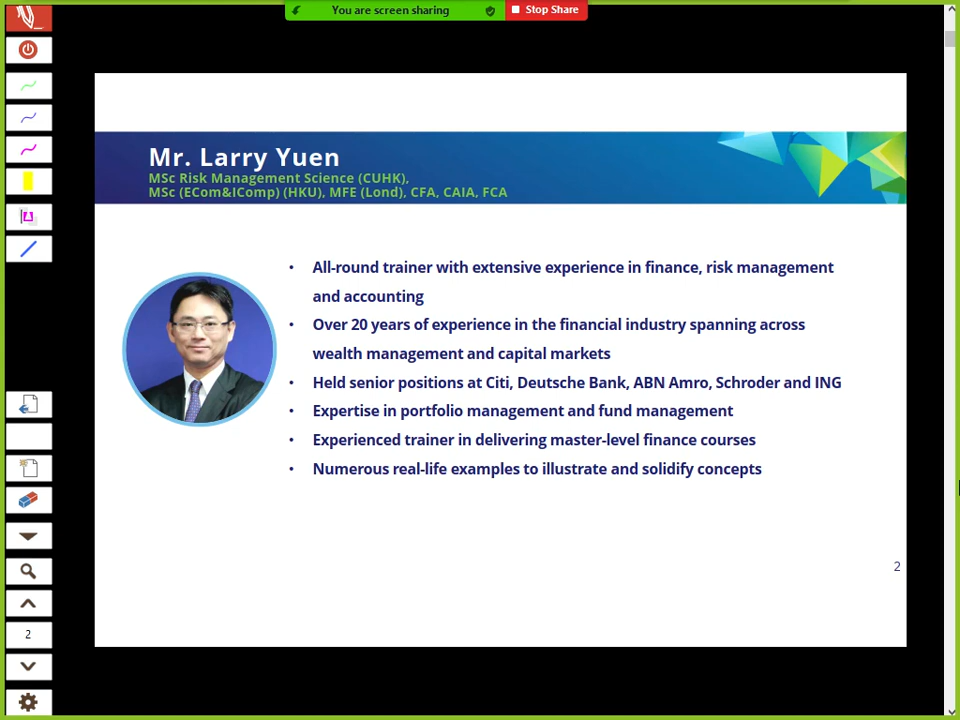 You are screen sharing
Stop Share
Mr. Larry Yuen
MSc Risk Management Science (CUHK),
MSc (ECom&IComp) (HKU), MFE (Lond), CFA, CAIA, FCA
• All-round trainer with extensive experience in finance, risk management
and accounting
• Over 20 years of experience in the financial industry spanning across
wealth management and capital markets
• Held senior positions at Citi, Deutsche Bank, ABN Amro, Schroder and ING
• Expertise in portfolio management and fund management
• Experienced trainer in delivering master-level finance courses
• Numerous real-life examples to illustrate and solidify concepts
2
2